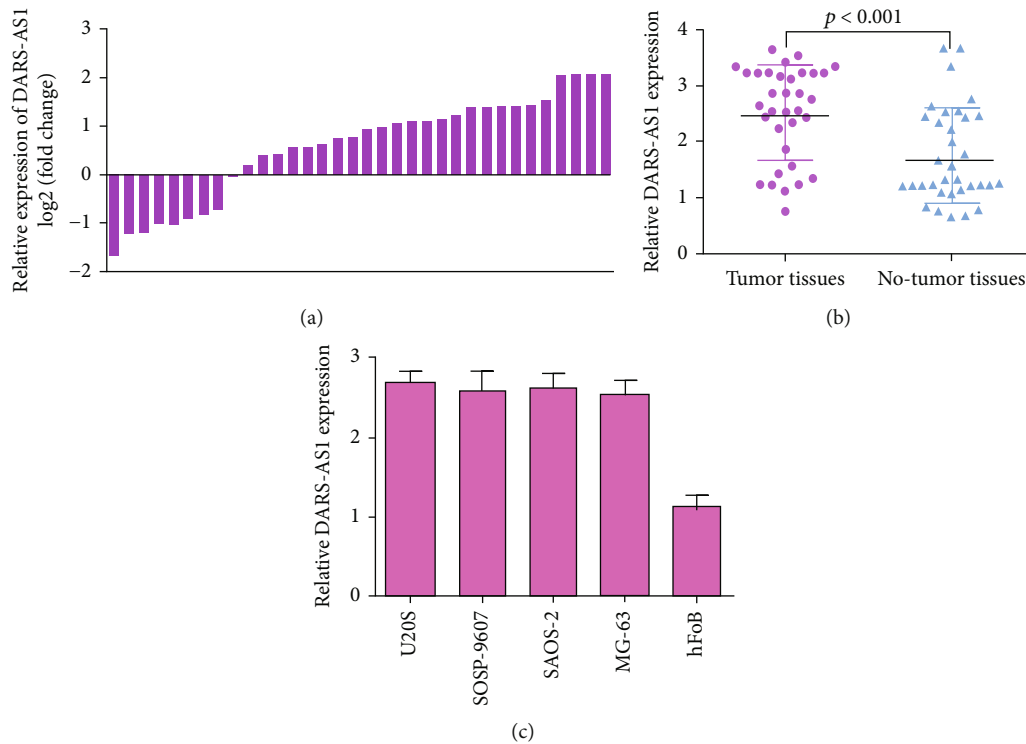 Relative expression of DARS-AS1
log2 (fold change)
3
2
1
0
−1
−2
(a)
Relative DARS-AS1 expression
4
3
2
1
0
p < 0.001
Tumor tissues
No-tumor tissues
(b)
Relative DARS-AS1 expression
3
2
1
0
U20S
SOSP-9607
SAOS-2
MG-63
hFoB
(c)